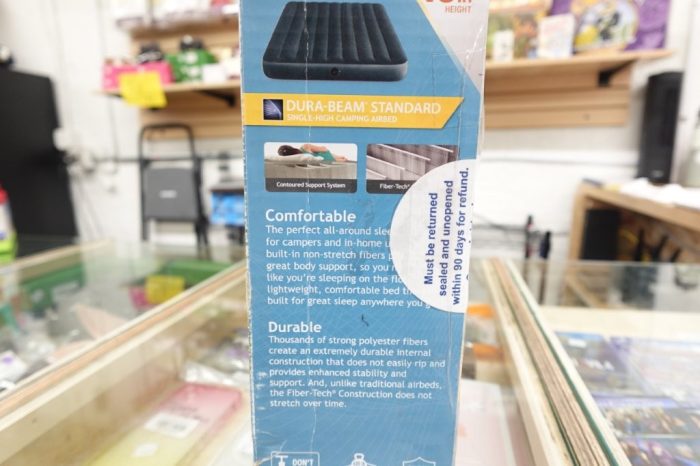 HEIGHT
DURA-BEAM® STANDARD
SINGLE-HIGH CAMPING AIRBED
Contoured Support System
Fiber-Tech®
Comfortable
The perfect all-around
for campers and in-home
built-in non-stretch fibers
great body support, so you
like you're sleeping on the
lightweight, comfortable bed
built for great sleep anywhere you
Must be returned
sealed and unopened
within 90 days for refund.
Durable
Thousands of strong polyester fibers
create an extremely durable internal
construction that does not easily rip and
provides enhanced stability and
support. And, unlike traditional airbeds,
the Fiber-Tech® Construction does not
stretch over time.
DON'T